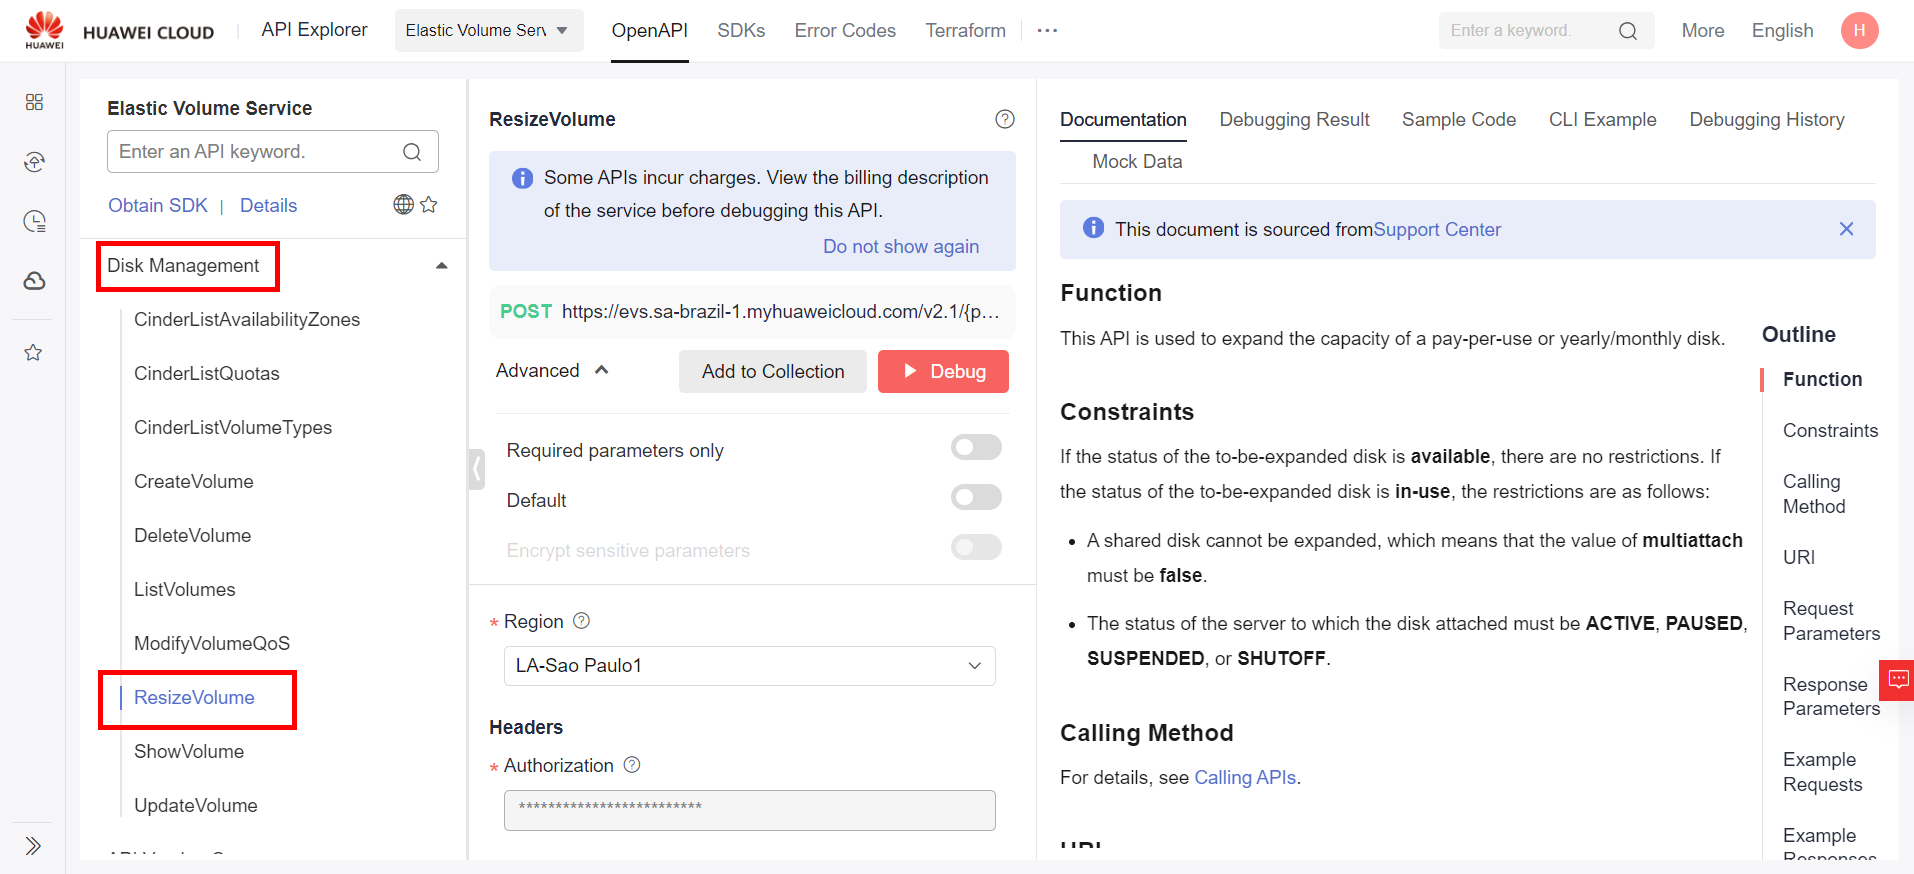 HUAWEI
HUAWEI CLOUD
API Explorer
Elastic Volume Serv
OpenAPI
SDKs
Error Codes
Terraform
Enter a keyword.
More
English
H
Elastic Volume Service
Enter an API keyword.
Obtain SDK | Details
Disk Management
CinderListAvailabilityZones
CinderListQuotas
CinderListVolumeTypes
CreateVolume
DeleteVolume
ListVolumes
ModifyVolumeQoS
ResizeVolume
ShowVolume
UpdateVolume
ResizeVolume
Some APIs incur charges. View the billing description
of the service before debugging this API.
Do not show again
POST https://evs.sa-brazil-1.myhuaweicloud.com/v2.1/{p...
Advanced
Add to Collection
Debug
Required parameters only
Default
Encrypt sensitive parameters
* Region
LA-Sao Paulo1
Headers
* Authorization
*************************
Documentation
Debugging Result
Sample Code
CLI Example
Debugging History
Mock Data
This document is sourced fromSupport Center
Function
This API is used to expand the capacity of a pay-per-use or yearly/monthly disk.
Constraints
If the status of the to-be-expanded disk is available, there are no restrictions. If
the status of the to-be-expanded disk is in-use, the restrictions are as follows:
• A shared disk cannot be expanded, which means that the value of multiattach
must be false.
• The status of the server to which the disk attached must be ACTIVE, PAUSED,
SUSPENDED, or SHUTOFF.
Calling Method
For details, see Calling APIs.
URI
Outline
Function
Constraints
Calling
Method
URI
Request
Parameters
Response
Parameters
Example
Requests
Example
Responses